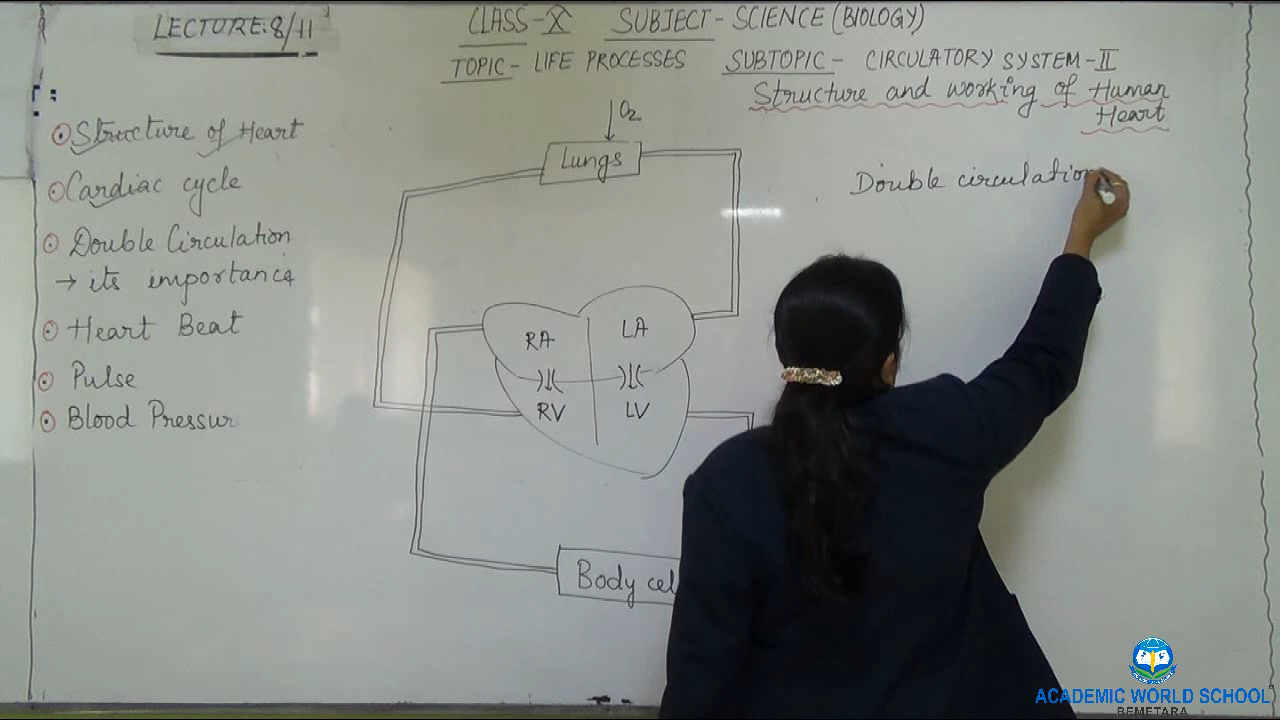 LECTURE:8/11
CLASS-X SUBJECT-SCIENCE (BIOLOGY)
TOPIC- LIFE PROCESSES SUBTOPIC- CIRCULATORY SYSTEM-II
Structure and working of Human
Heart
Structure of Heart
Cardiac cycle
Double Circulation
→ its importance
Heart Beat
Pulse
Blood Pressur
O2
Lungs
RA LA
RV LV
Body cel
Double circulation
ACADEMIC WORLD SCHOOL
BEMETARA